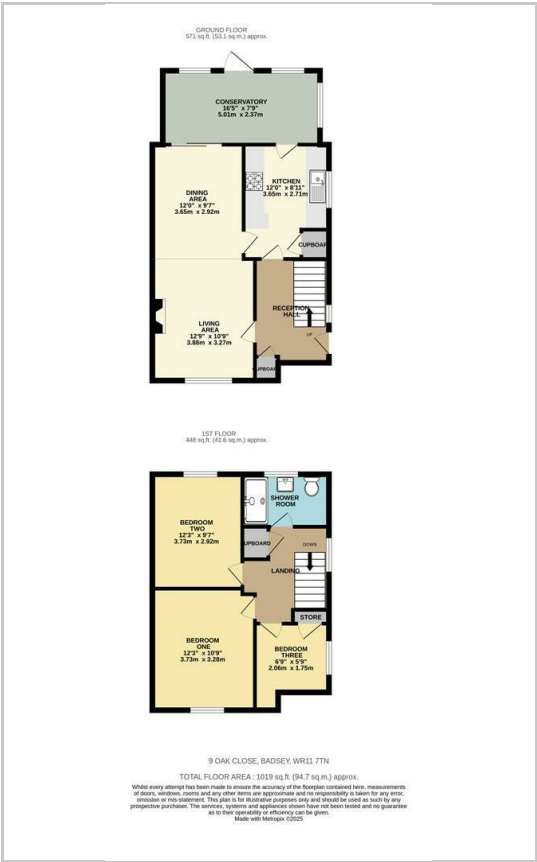 GROUND FLOOR
571 sq.ft. (53.1 sq.m.) approx.
CONSERVATORY
16'5" x 7'9"
5.01m x 2.37m
KITCHEN
12'0" x 8'11"
3.65m x 2.71m
DINING
AREA
12'0" x 9'7"
3.65m x 2.92m
CUPBOAR
RECEPTION
HALL
UP
LIVING
AREA
12'9" x 10'9"
3.88m x 3.27m
UPBOAR
1ST FLOOR
448 sq.ft. (41.6 sq.m.) approx.
SHOWER
ROOM
BEDROOM
TWO
12'3" x 9'7"
3.73m x 2.92m
UPBOARD
DOWN
LANDING
STORE
BEDROOM
ONE
12'3" x 10'9"
3.73m x 3.28m
BEDROOM
THREE
6'9" x 5'9"
2.06m x 1.75m
9 OAK CLOSE, BADSEY, WR11 7TN
TOTAL FLOOR AREA : 1019 sq.ft. (94.7 sq.m.) approx.
Whilst every attempt has been made to ensure the accuracy of the floorplan contained here, measurements
of doors, windows, rooms and any other items are approximate and no responsibility is taken for any error,
omission or mis-statement. This plan is for illustrative purposes only and should be used as such by any
prospective purchaser. The services, systems and appliances shown have not been tested and no guarantee
as to their operability or efficiency can be given.
Made with Metropix ©2025